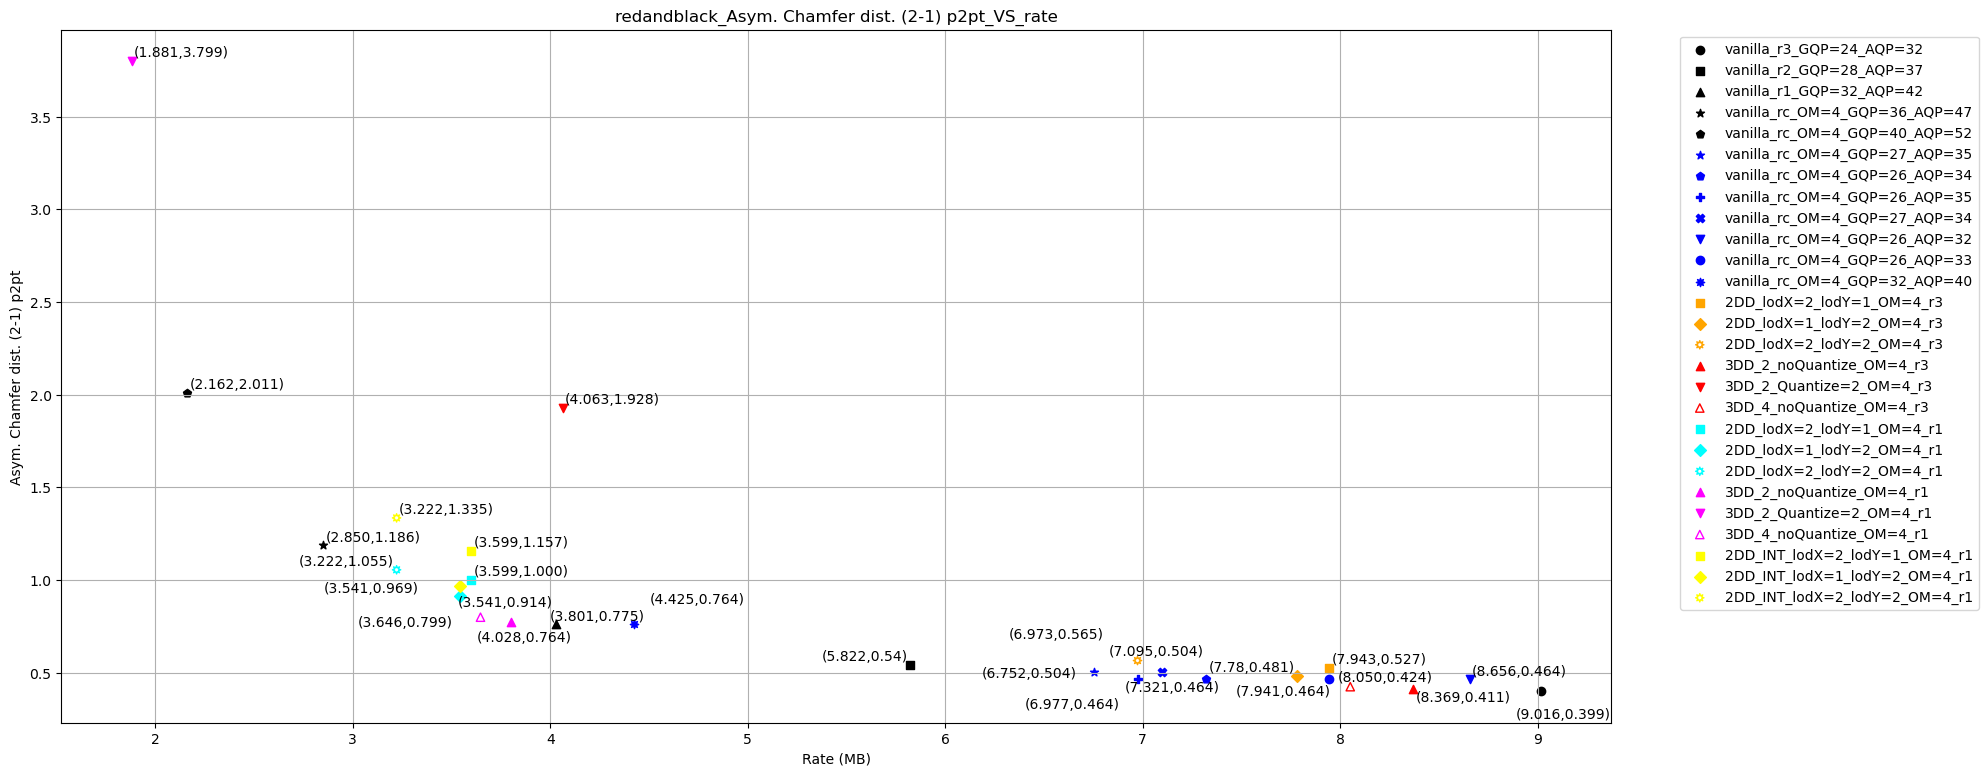 redandblack_Asym. Chamfer dist. (2-1) p2pt_VS_rate
Asym. Chamfer dist. (2-1) p2pt
3.5
3.0
2.5
2.0
1.5
1.0
0.5
(1.881,3.799)
(2.162,2.011)
(4.063,1.928)
(3.222,1.335)
(2.850,1.186)
(3.599,1.157)
(3.222,1.055)
(3.599,1.000)
(3.541,0.969)
(3.541,0.914)
(4.425,0.764)
(3.646,0.799)
(3.801,0.775)
(4.028,0.764)
(5.822,0.54)
(6.973,0.565)
(7.095,0.504)
(6.752,0.504)
(7.78,0.481)
(7.943,0.527)
(7.321,0.464)
(8.050,0.424)
(8.656,0.464)
(6.977,0.464)
(7.941,0.464)
(8.369,0.411)
(9.016,0.399)
2
3
4
5
6
7
8
9
Rate (MB)
vanilla_r3_GQP=24_AQP=32
vanilla_r2_GQP=28_AQP=37
vanilla_r1_GQP=32_AQP=42
vanilla_rc_OM=4_GQP=36_AQP=47
vanilla_rc_OM=4_GQP=40_AQP=52
vanilla_rc_OM=4_GQP=27_AQP=35
vanilla_rc_OM=4_GQP=26_AQP=34
vanilla_rc_OM=4_GQP=26_AQP=35
vanilla_rc_OM=4_GQP=27_AQP=34
vanilla_rc_OM=4_GQP=26_AQP=32
vanilla_rc_OM=4_GQP=26_AQP=33
vanilla_rc_OM=4_GQP=32_AQP=40
2DD_lodX=2_lodY=1_OM=4_r3
2DD_lodX=1_lodY=2_OM=4_r3
2DD_lodX=2_lodY=2_OM=4_r3
3DD_2_noQuantize_OM=4_r3
3DD_2_Quantize=2_OM=4_r3
3DD_4_noQuantize_OM=4_r3
2DD_lodX=2_lodY=1_OM=4_r1
2DD_lodX=1_lodY=2_OM=4_r1
2DD_lodX=2_lodY=2_OM=4_r1
3DD_2_noQuantize_OM=4_r1
3DD_2_Quantize=2_OM=4_r1
3DD_4_noQuantize_OM=4_r1
2DD_INT_lodX=2_lodY=1_OM=4_r1
2DD_INT_lodX=1_lodY=2_OM=4_r1
2DD_INT_lodX=2_lodY=2_OM=4_r1